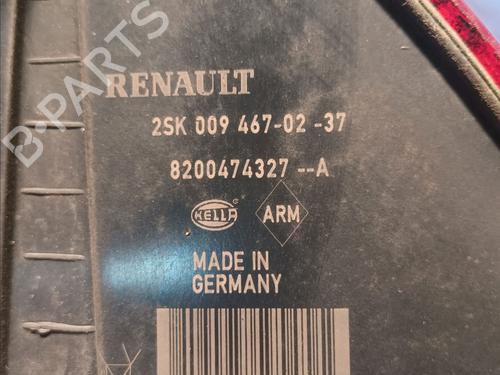 B-PARTS
RENAULT
2SK 009 467-02 -37
8200474327 --A
HELLA ARM
MADE IN
GERMANY